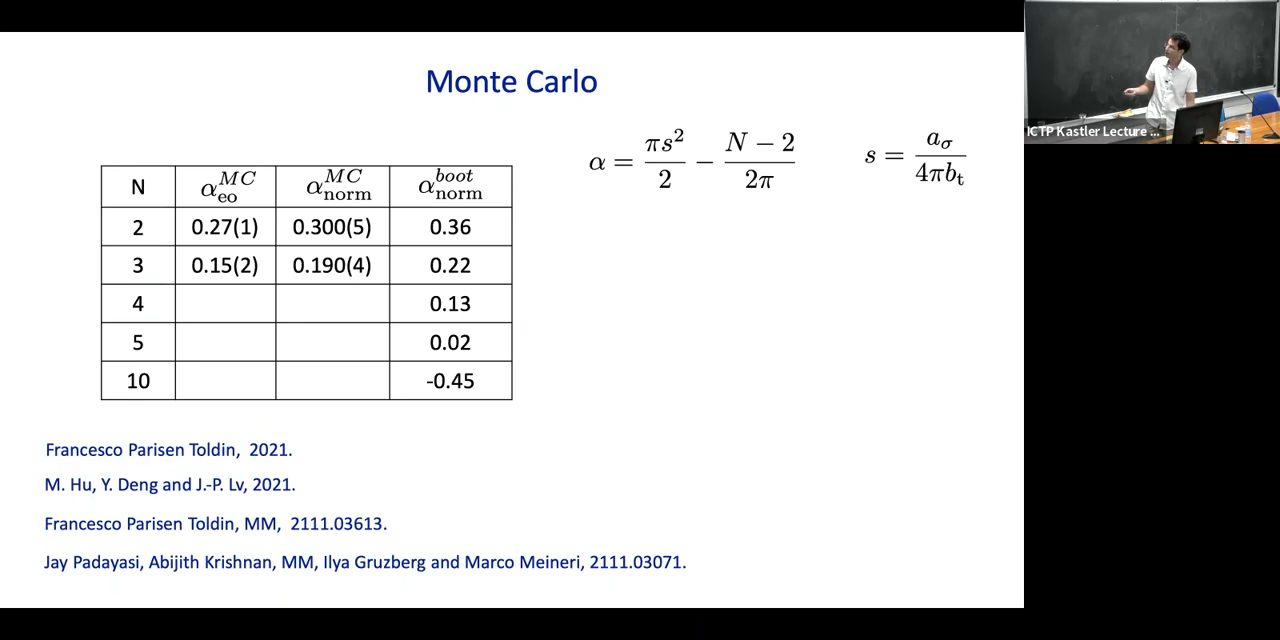 Monte Carlo
α = πs²/2 − (N − 2)/2π
s = a_σ/4πb_t
N α_eo^MC α_norm^MC α_norm^boot
2 0.27(1) 0.300(5) 0.36
3 0.15(2) 0.190(4) 0.22
4 0.13
5 0.02
10 -0.45
Francesco Parisen Toldin, 2021.
M. Hu, Y. Deng and J.-P. Lv, 2021.
Francesco Parisen Toldin, MM, 2111.03613.
Jay Padayasi, Abijith Krishnan, MM, Ilya Gruzberg and Marco Meineri, 2111.03071.
ICTP Kastler Lecture ...